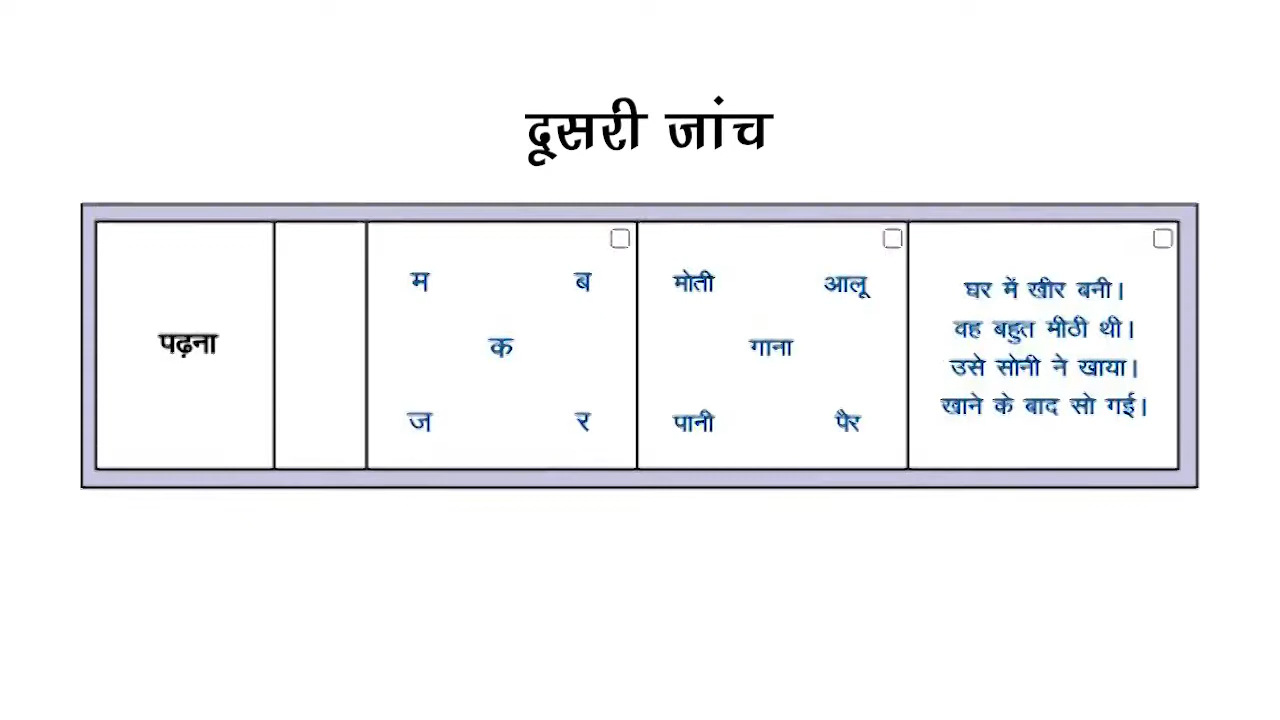 दूसरी जांच
पढ़ना
म ब
क
ज र
मोती आलू
गाना
पानी पैर
घर में खीर बनी।
वह बहुत मीठी थी।
उसे सोनी ने खाया।
खाने के बाद सो गई।